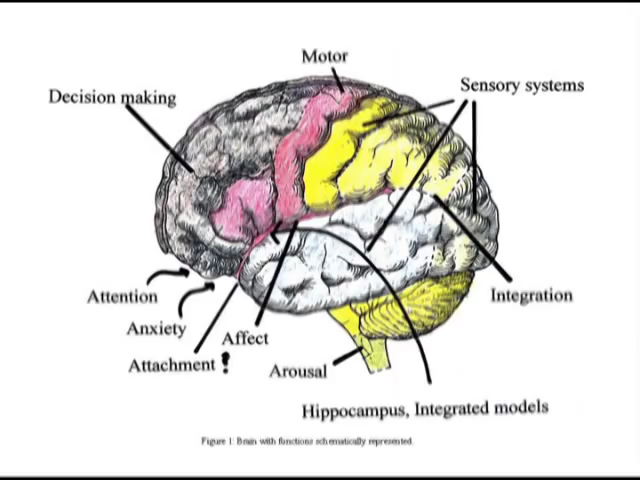 Motor
Sensory systems
Decision making
Attention
Integration
Anxiety
Affect
Attachment ?
Arousal
Hippocampus, Integrated models
Figure 1: Brain with functions schematically represented.